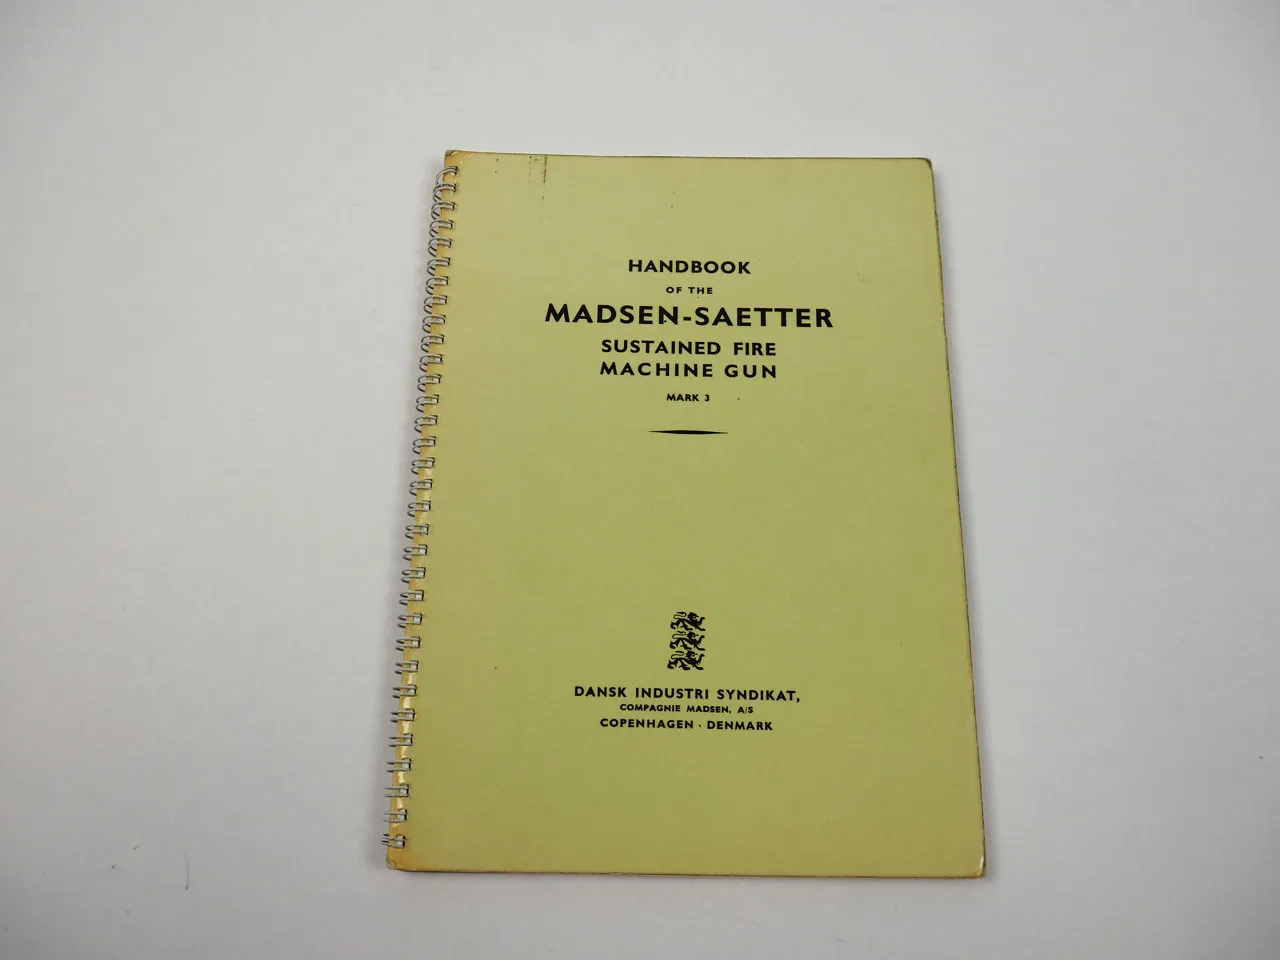 HANDBOOK
OF THE
MADSEN-SAETTER
SUSTAINED FIRE
MACHINE GUN
MARK 3
DANSK INDUSTRI SYNDIKAT,
COMPAGNIE MADSEN, A/S
COPENHAGEN · DENMARK